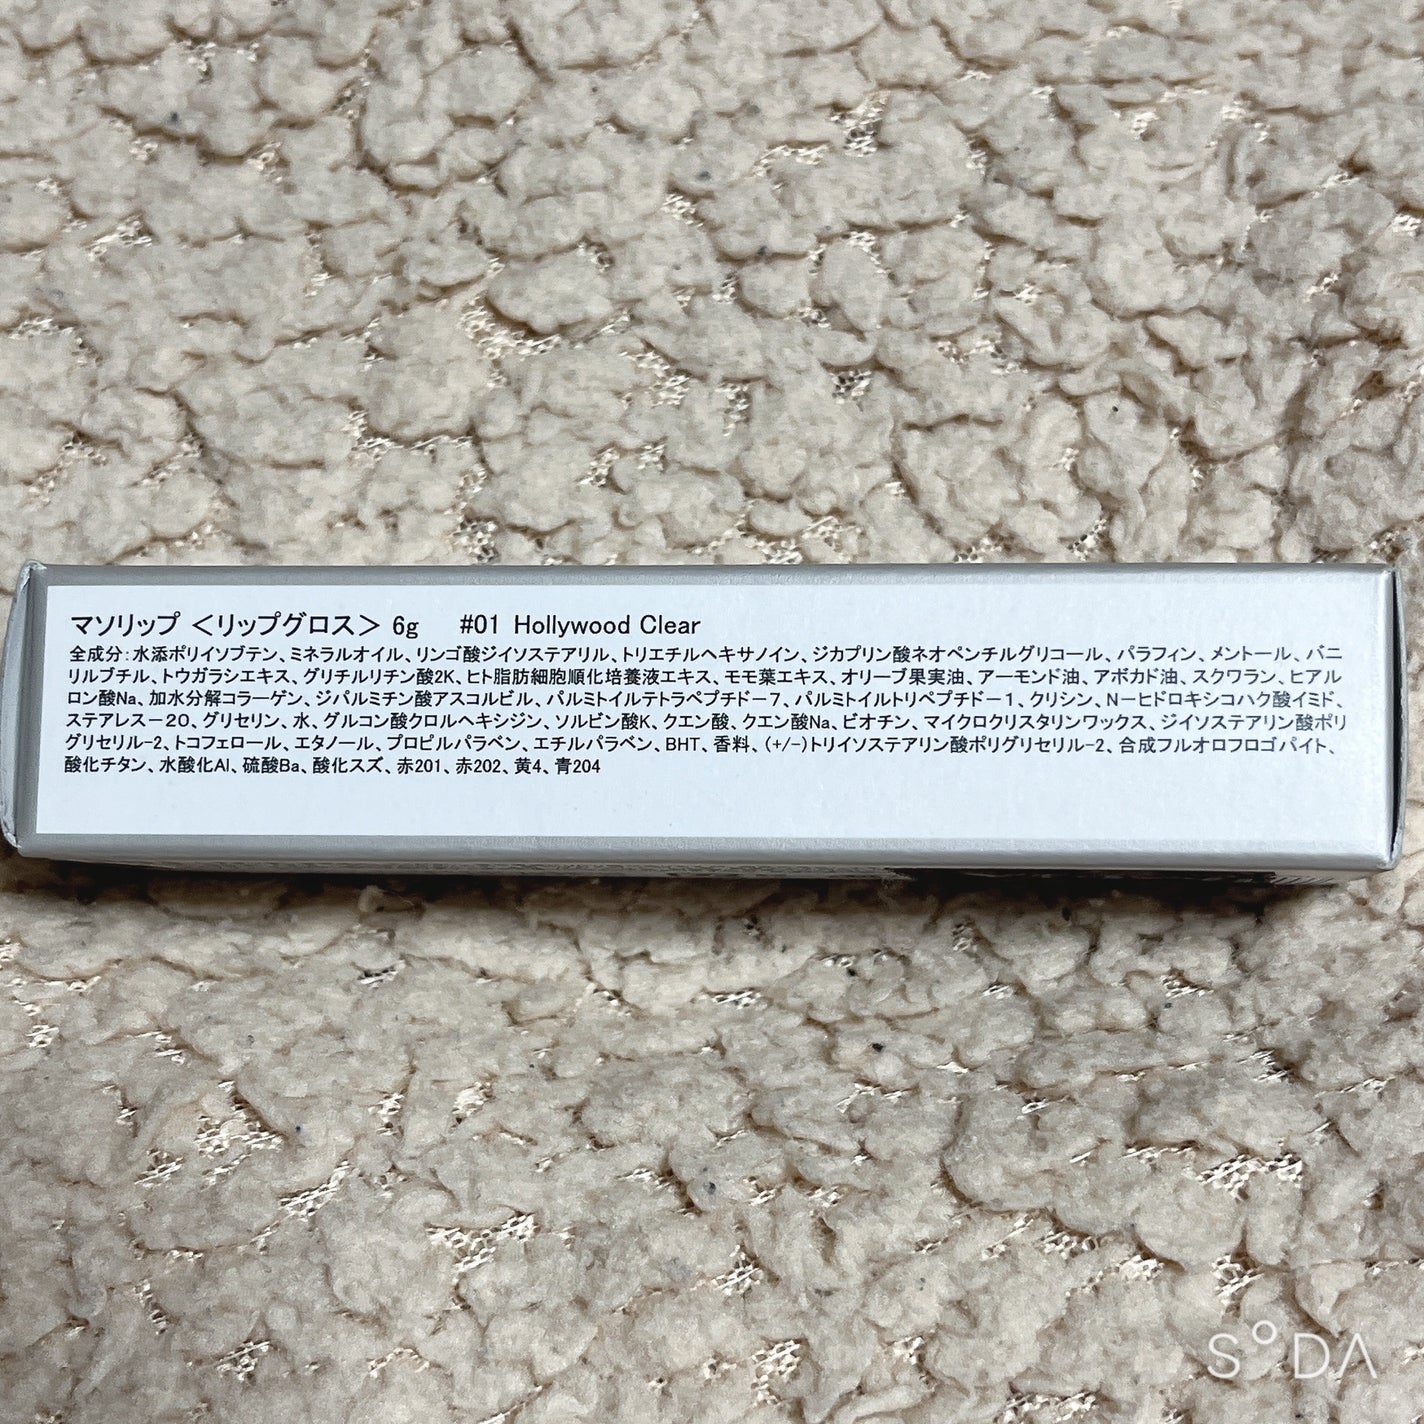 マソリップ ＜リップグロス＞ 6g #01 Hollywood Clear
全成分：水添ポリイソブテン、ミネラルオイル、リンゴ酸ジイソステアリル、トリエチルヘキサノイン、ジカプリン酸ネオペンチルグリコール、パラフィン、メントール、バニ
リルブチル、トウガラシエキス、グリチルリチン酸2K、ヒト脂肪細胞順化培養液エキス、モモ葉エキス、オリーブ果実油、アーモンド油、アボカド油、スクワラン、ヒアル
ロン酸Na、加水分解コラーゲン、ジパルミチン酸アスコルビル、パルミトイルテトラペプチド－7、パルミトイルトリペプチド－1、クリシン、N－ヒドロキシコハク酸イミド、
ステアレス－20、グリセリン、水、グルコン酸クロルヘキシジン、ソルビン酸K、クエン酸、クエン酸Na、ビオチン、マイクロクリスタリンワックス、ジイソステアリン酸ポリ
グリセリル-2、トコフェロール、エタノール、プロピルパラベン、エチルパラベン、BHT、香料、(+/-)トリイソステアリン酸ポリグリセリル-2、合成フルオロフロゴパイト、
酸化チタン、水酸化Al、硫酸Ba、酸化スズ、赤201、赤202、黄4、青204
SODA